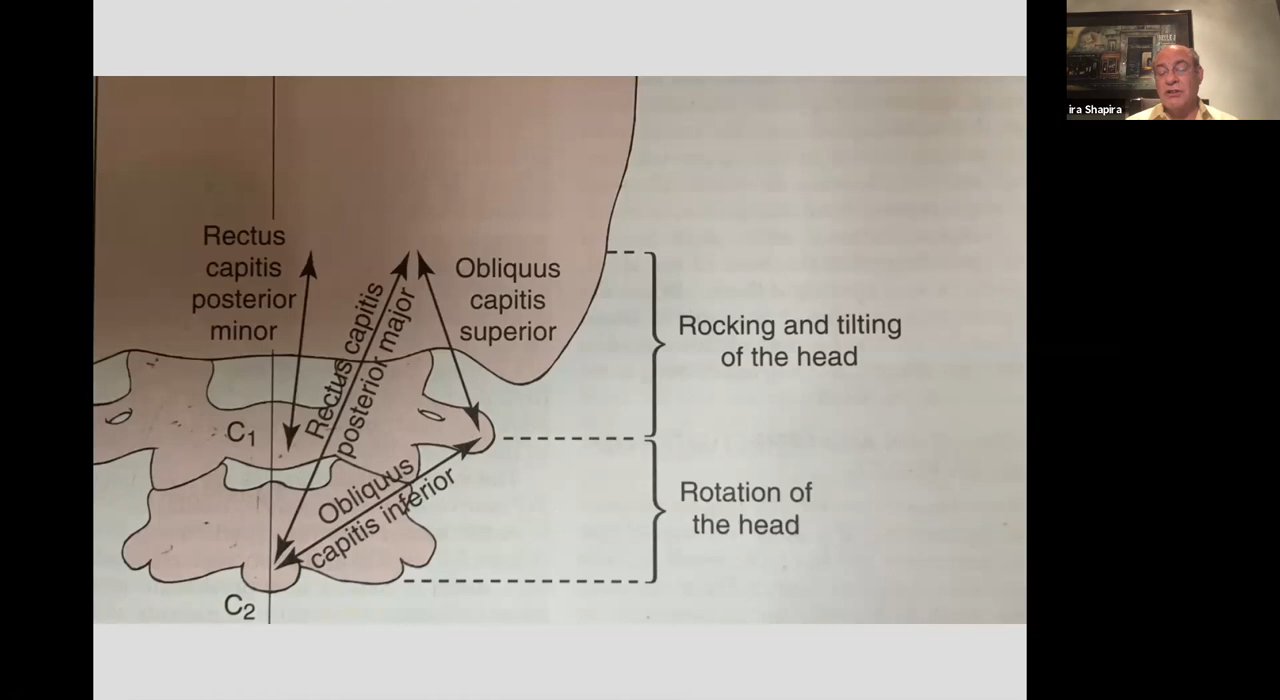 Rectus
capitis
posterior
minor
Rectus capitis
posterior major
Obliquus
capitis
superior
Rocking and tilting
of the head
C1
Obliquus
capitis inferior
Rotation of
the head
C2
ira Shapira